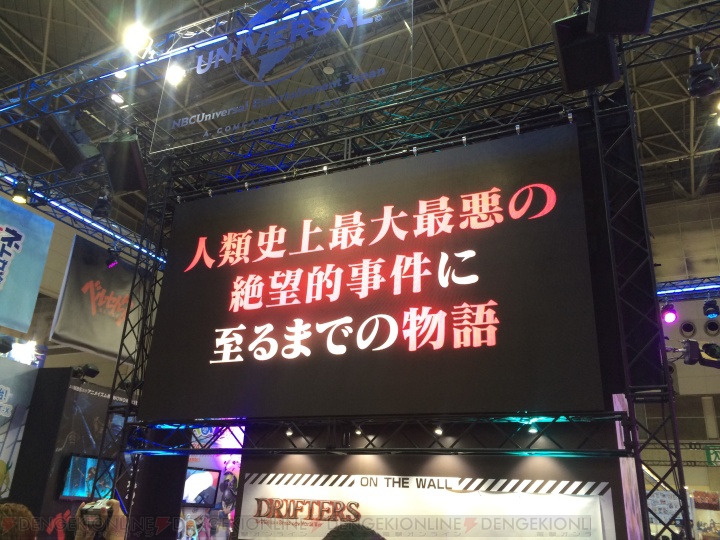 UNIVERSAL
NBCUniversal Entertainment Japan
人類史上最大最悪の
絶望的事件に
至るまでの物語
ON THE WALL
DRIFTERS
DENGEKIONLINE DENGEKIONLINE DENGEKIONLINE DENGEKIONL